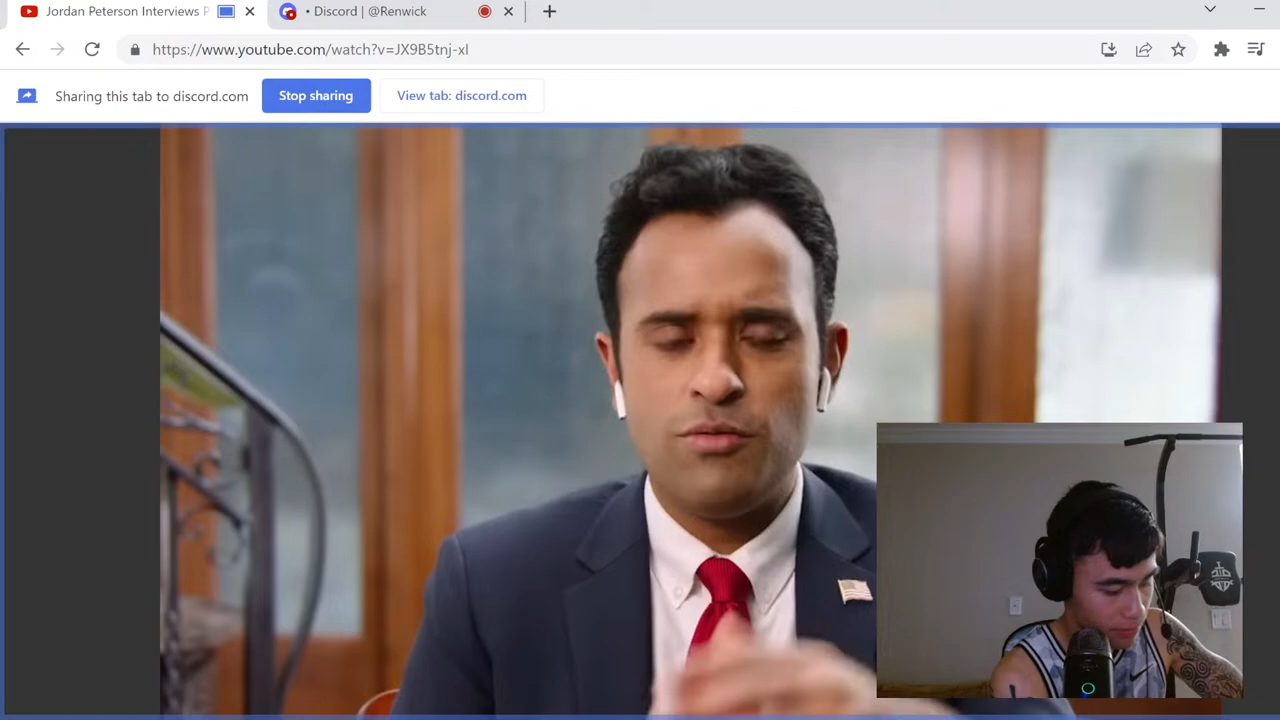 Jordan Peterson Interviews P
• Discord | @Renwick
https://www.youtube.com/watch?v=JX9B5tnj-xI
Sharing this tab to discord.com
Stop sharing
View tab: discord.com